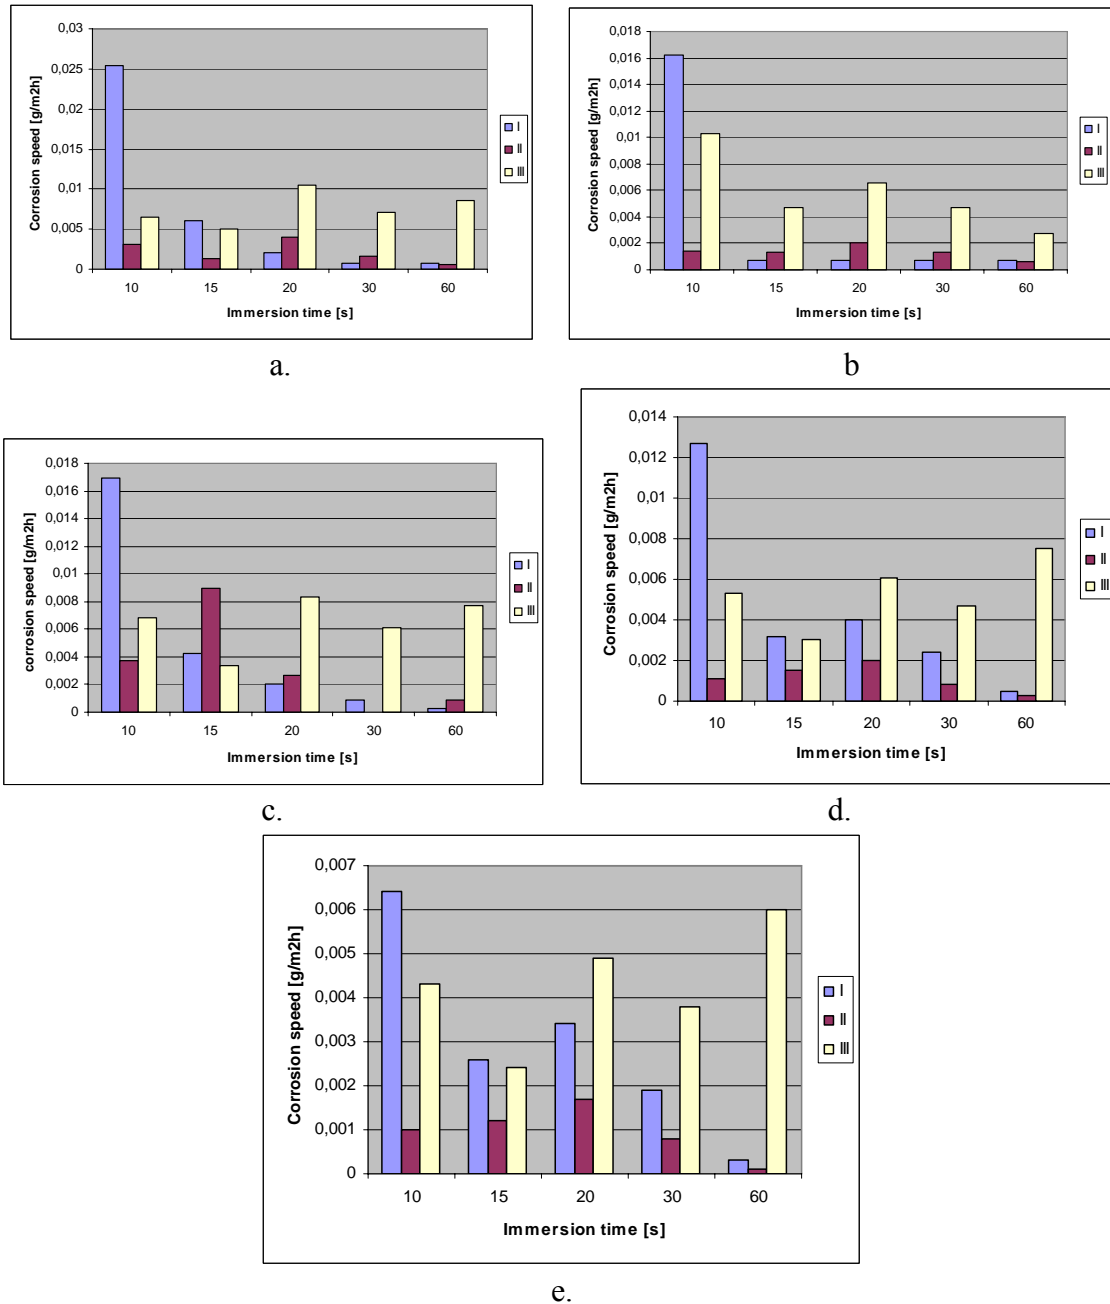 0,03
0,025
0,02
0,015
0,01
0,005
0
Corrosion speed [g/m2h]
10 15 20 30 60
Immersion time [s]
I
II
III
a.
0,018
0,016
0,014
0,012
0,01
0,008
0,006
0,004
0,002
0
Corrosion speed [g/m2h]
10 15 20 30 60
Immersion time [s]
I
II
III
b
0,018
0,016
0,014
0,012
0,01
0,008
0,006
0,004
0,002
0
corrosion speed [g/m2h]
10 15 20 30 60
Immersion time [s]
I
II
III
c.
0,014
0,012
0,01
0,008
0,006
0,004
0,002
0
Corrosion speed [g/m2h]
10 15 20 30 60
Immersion time [s]
I
II
III
d.
0,007
0,006
0,005
0,004
0,003
0,002
0,001
0
Corrosion speed [g/m2h]
10 15 20 30 60
Immersion time [s]
I
II
III
e.